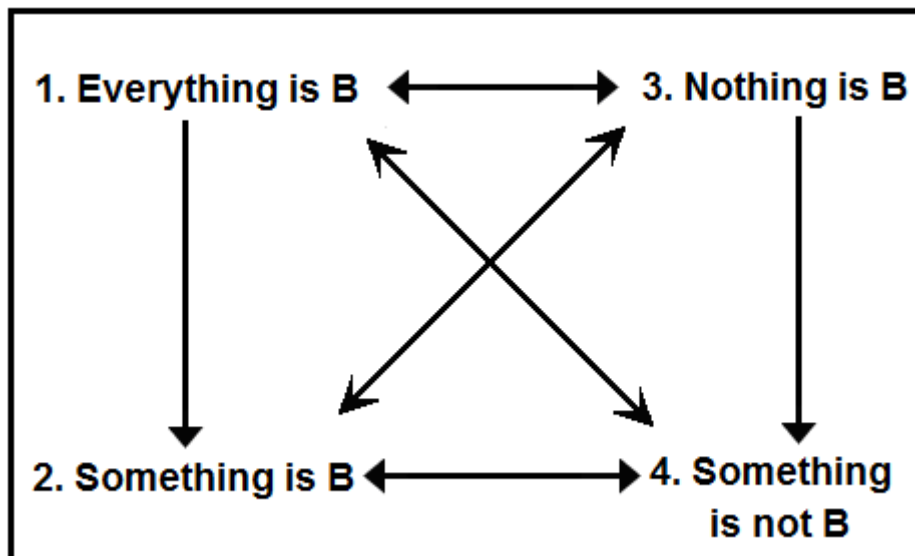 1. Everything is B
3. Nothing is B
2. Something is B
4. Something
is not B